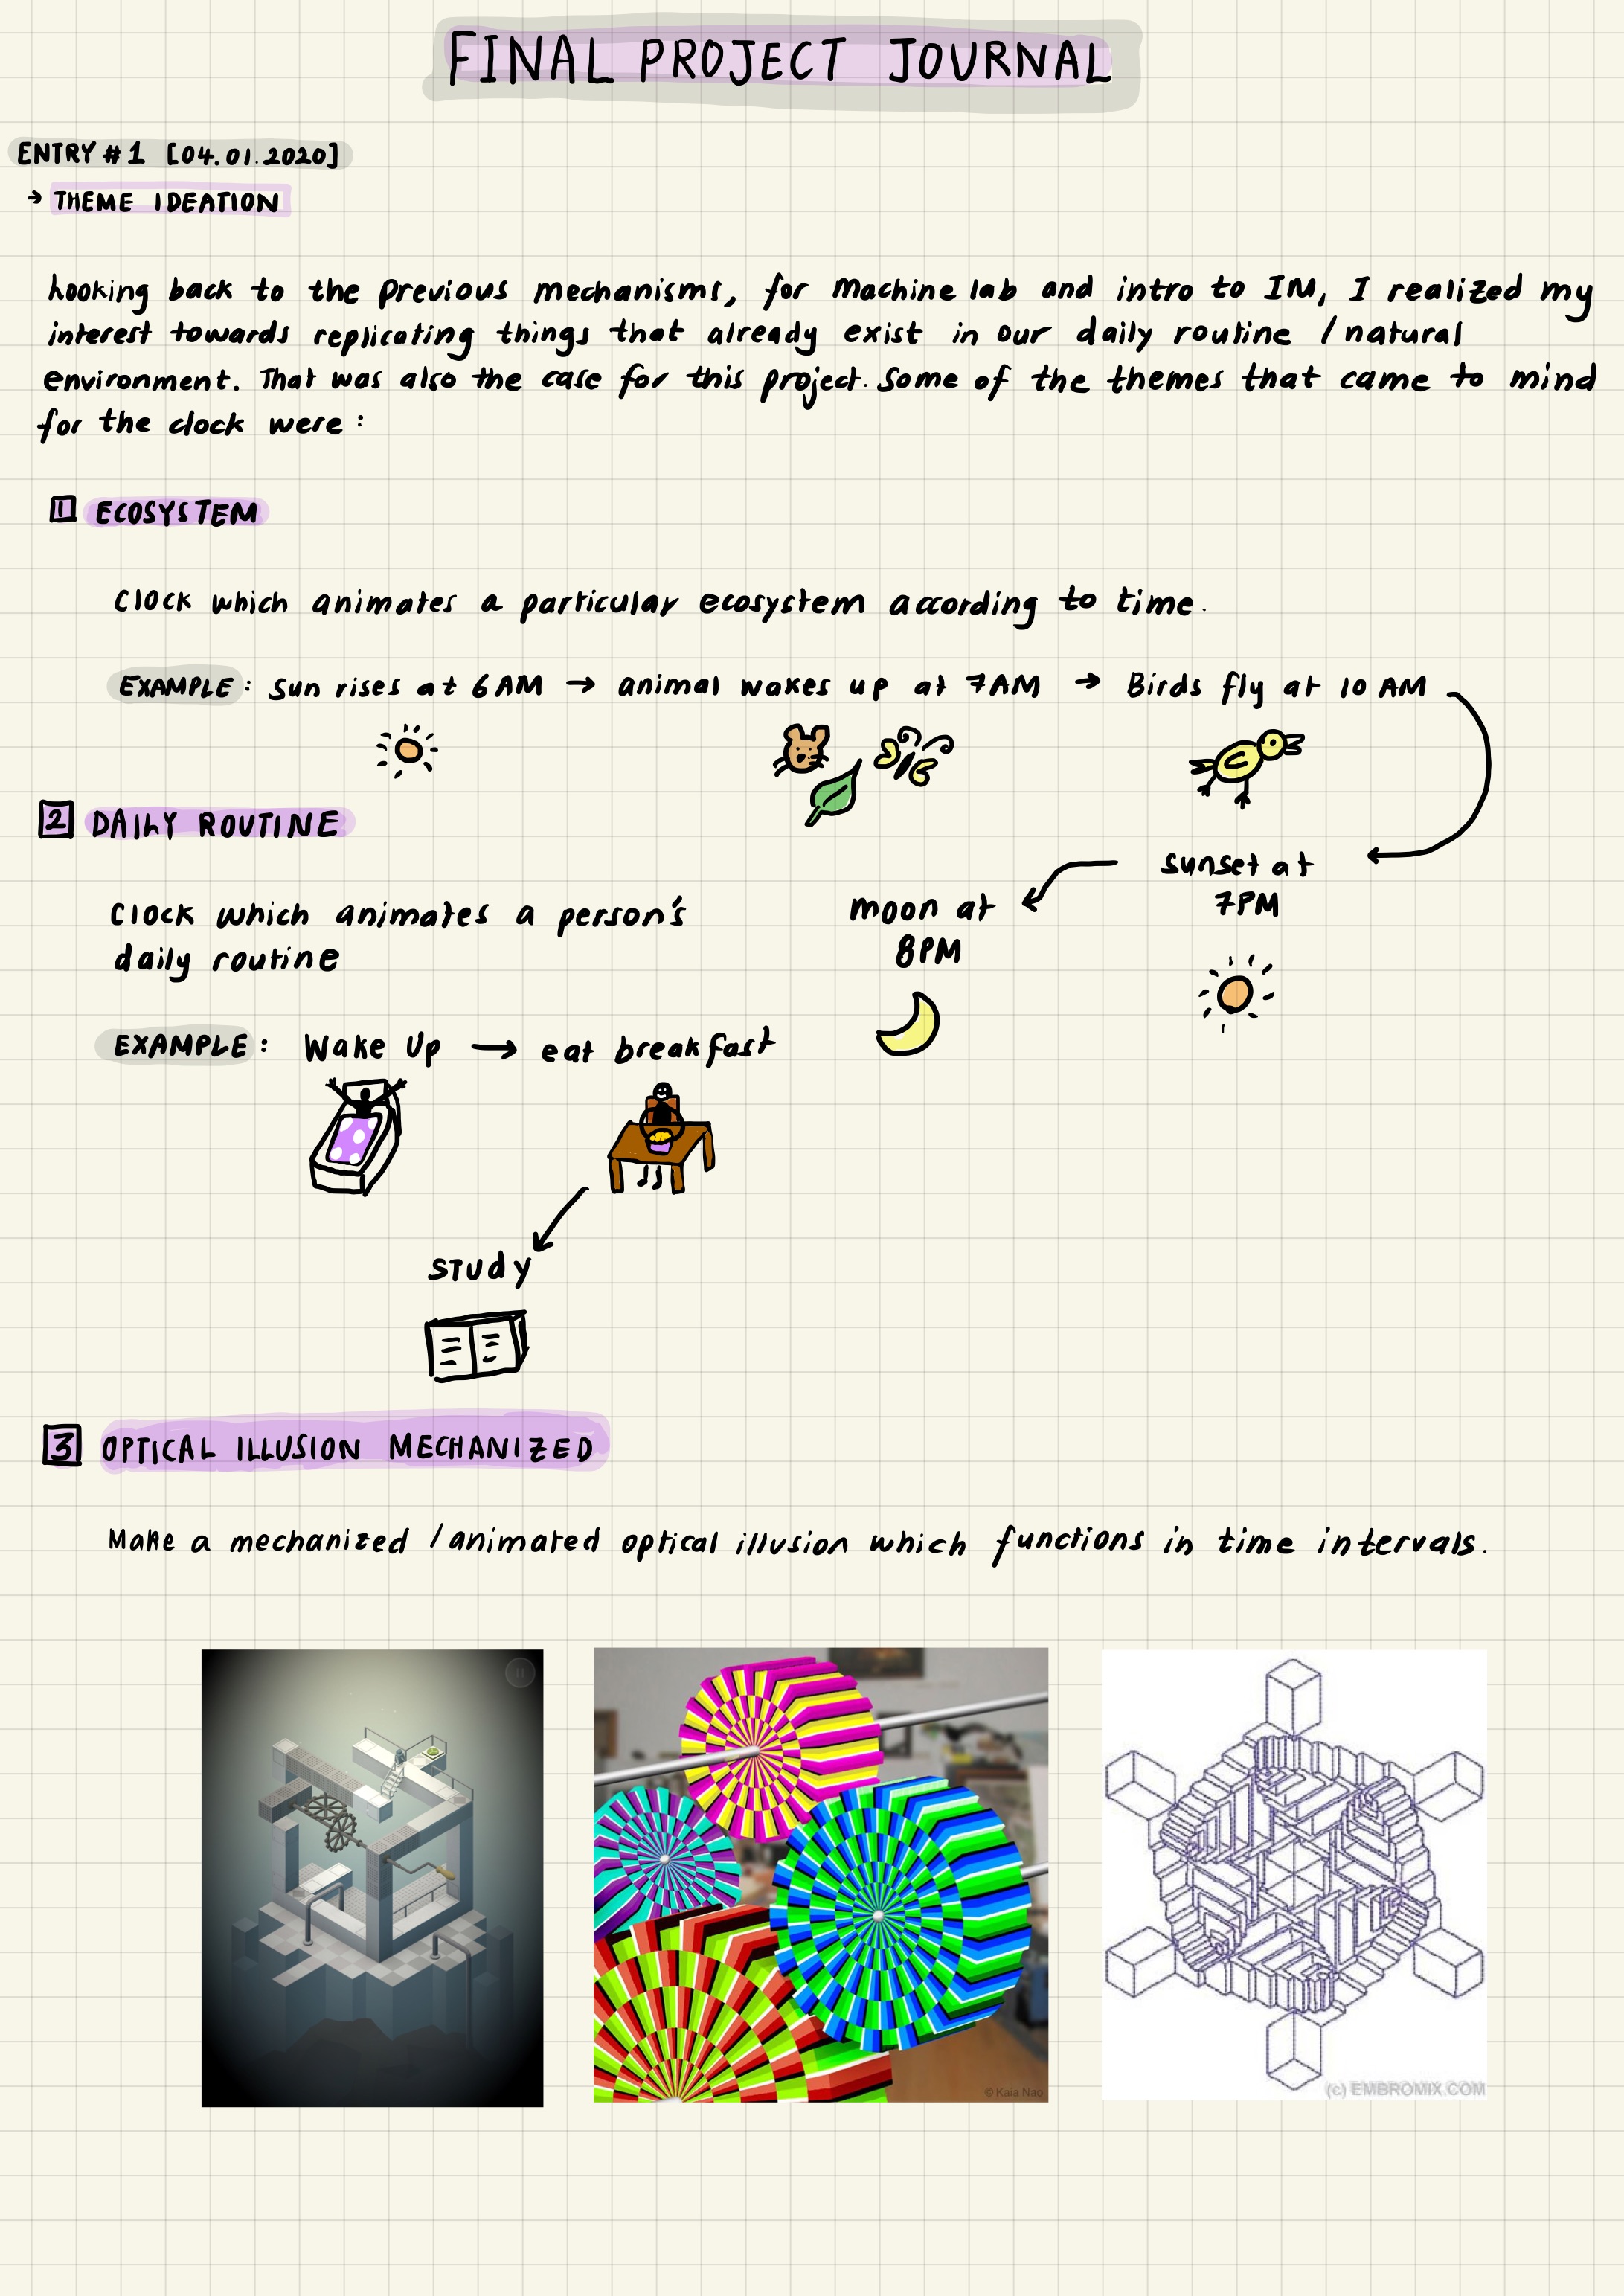 FINAL PROJECT JOURNAL
ENTRY #1 [04.01.2020]
→ THEME IDEATION
Looking back to the previous mechanisms, for Machine lab and intro to IM, I realized my
interest towards replicating things that already exist in our daily routine / natural
environment. That was also the case for this project. Some of the themes that came to mind
for the clock were :
1 ECOSYSTEM
Clock which animates a particular ecosystem according to time.
EXAMPLE : Sun rises at 6AM → animal wakes up at 7AM → Birds fly at 10 AM
sunset at
7PM
moon at
8PM
2 DAILY ROUTINE
Clock which animates a person's
daily routine
EXAMPLE : Wake Up → eat breakfast
study
3 OPTICAL ILLUSION MECHANIZED
Make a mechanized / animated optical illusion which functions in time intervals.
© Kaia Nao
(c) EMBROMIX.COM